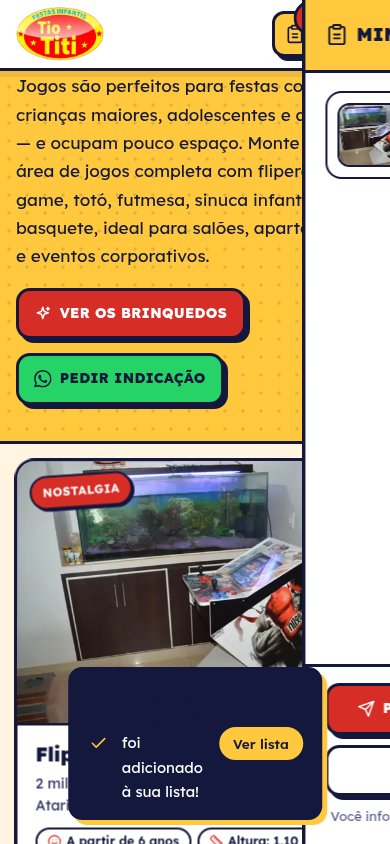 FESTAS INFANTIS
Tio
Titi
MIN
Jogos são perfeitos para festas co
crianças maiores, adolescentes e a
— e ocupam pouco espaço. Monte
área de jogos completa com fliper
game, totó, futmesa, sinuca infant
basquete, ideal para salões, aparta
e eventos corporativos.
VER OS BRINQUEDOS
PEDIR INDICAÇÃO
NOSTALGIA
foi
adicionado
à sua lista!
Ver lista
Flip
2 mil
Atari
A partir de 6 anos
Altura: 1,10
P
Você info